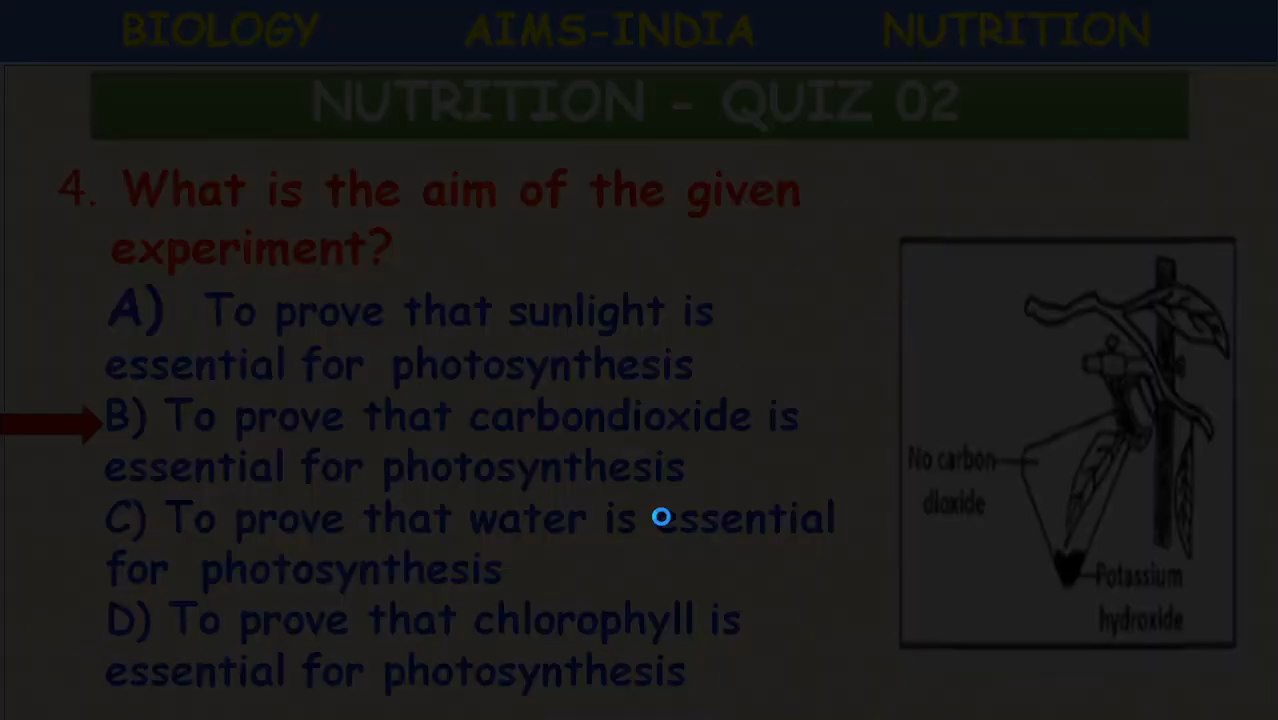 BIOLOGY AIMS-INDIA NUTRITION
NUTRITION - QUIZ 02
4. What is the aim of the given
experiment?
A) To prove that sunlight is
essential for photosynthesis
B) To prove that carbondioxide is
essential for photosynthesis
C) To prove that water is essential
for photosynthesis
D) To prove that chlorophyll is
essential for photosynthesis
No carbon
dioxide
Potassium
hydroxide